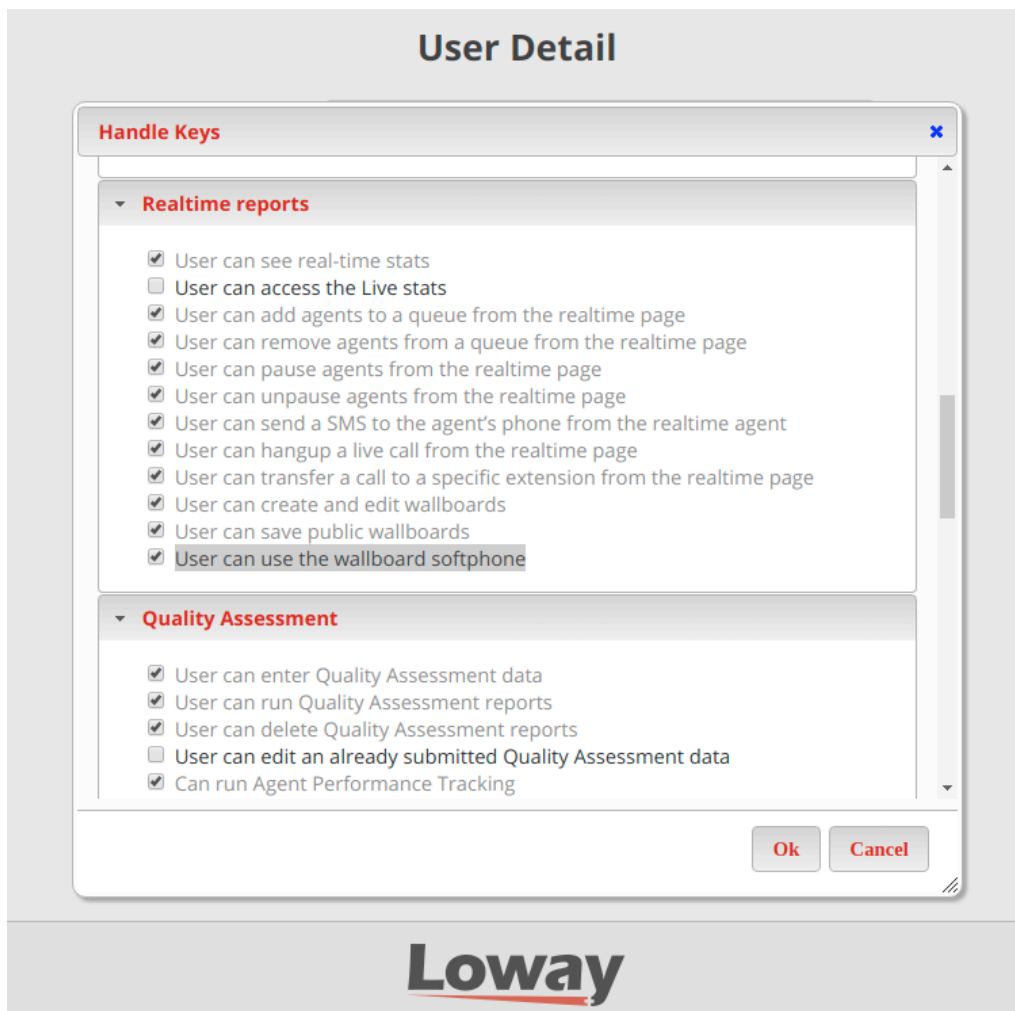 User Detail
Handle Keys
Realtime reports
User can see real-time stats
User can access the Live stats
User can add agents to a queue from the realtime page
User can remove agents from a queue from the realtime page
User can pause agents from the realtime page
User can unpause agents from the realtime page
User can send a SMS to the agent’s phone from the realtime agent
User can hangup a live call from the realtime page
User can transfer a call to a specific extension from the realtime page
User can create and edit wallboards
User can save public wallboards
User can use the wallboard softphone
Quality Assessment
User can enter Quality Assessment data
User can run Quality Assessment reports
User can delete Quality Assessment reports
User can edit an already submitted Quality Assessment data
Can run Agent Performance Tracking
Ok Cancel
Loway